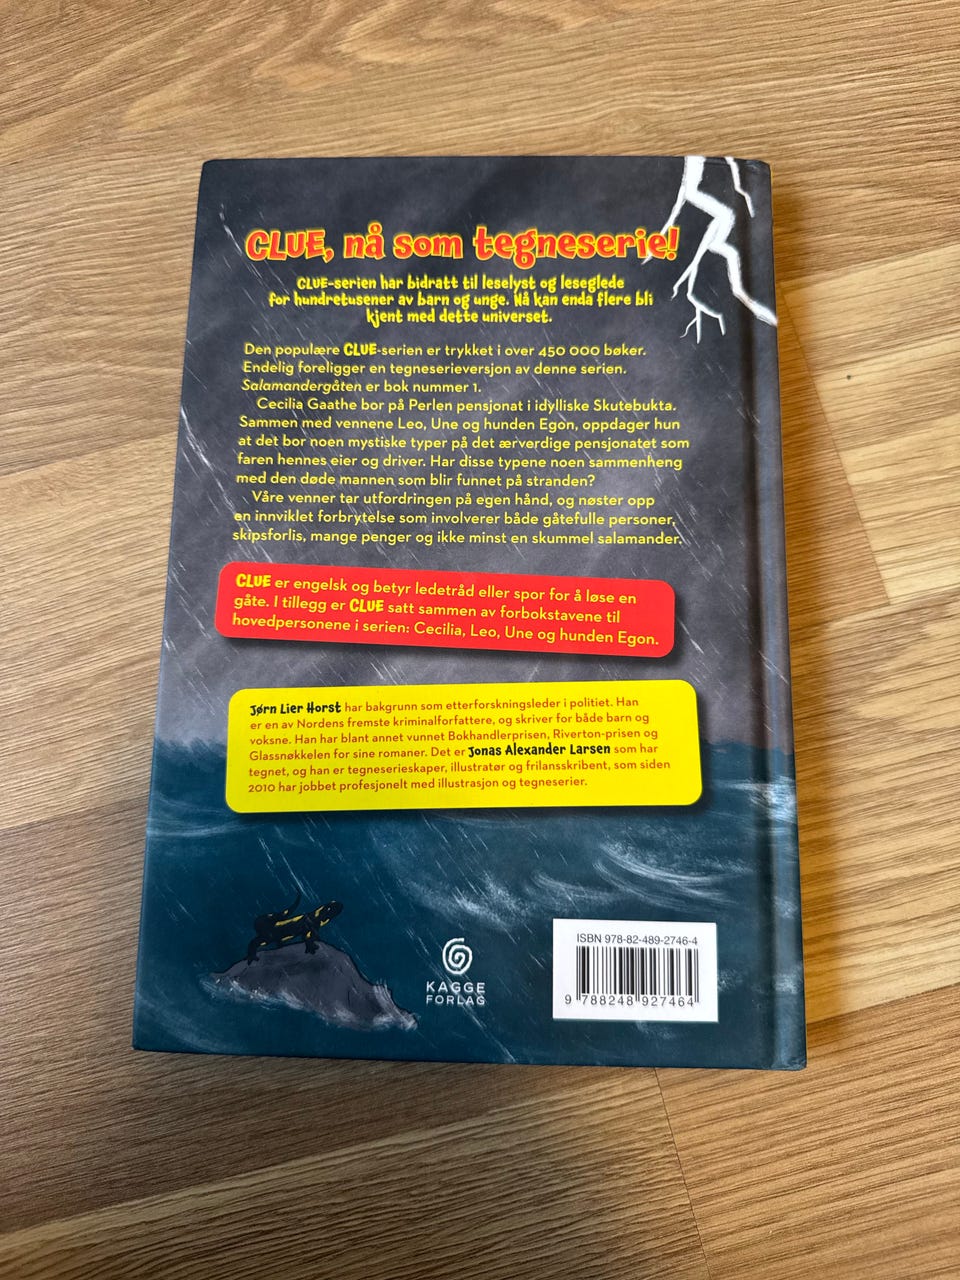 CLUE, nå som tegneserie!
CLUE-serien har bidratt til leselyst og leseglede
for hundretusener av barn og unge. Nå kan enda flere bli
kjent med dette universet.
Den populære CLUE-serien er trykket i over 450 000 bøker.
Endelig foreligger en tegneserieversjon av denne serien.
Salamandergåten er bok nummer 1.
Cecilia Gaathe bor på Perlen pensjonat i idylliske Skutebukta.
Sammen med vennene Leo, Une og hunden Egon, oppdager hun
at det bor noen mystiske typer på det ærverdige pensjonatet som
faren hennes eier og driver. Har disse typene noen sammenheng
med den døde mannen som blir funnet på stranden?
Våre venner tar utfordringen på egen hånd, og nøster opp
en innviklet forbrytelse som involverer både gåtefulle personer,
skipsforlis, mange penger og ikke minst en skummel salamander.
CLUE er engelsk og betyr ledetråd eller spor for å løse en
gåte. I tillegg er CLUE satt sammen av forbokstavene til
hovedpersonene i serien: Cecilia, Leo, Une og hunden Egon.
Jørn Lier Horst har bakgrunn som etterforskningsleder i politiet. Han
er en av Nordens fremste kriminalforfattere, og skriver for både barn og
voksne. Han har blant annet vunnet Bokhandlerprisen, Riverton-prisen og
Glassnøkkelen for sine romaner. Det er Jonas Alexander Larsen som har
tegnet, og han er tegneserieskaper, illustratør og frilansskribent, som siden
2010 har jobbet profesjonelt med illustrasjon og tegneserier.
KAGGE
FORLAG
ISBN 978-82-489-2746-4
9 788248 927464